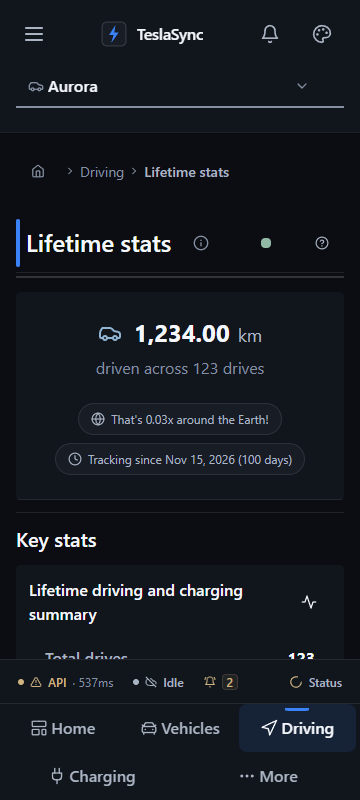 TeslaSync
Aurora
Driving
Lifetime stats
Lifetime stats
1,234.00 km
driven across 123 drives
That's 0.03x around the Earth!
Tracking since Nov 15, 2026 (100 days)
Key stats
Lifetime driving and charging
summary
Total drives 123
API · 537ms Idle 2 Status
Home Vehicles Driving
Charging More